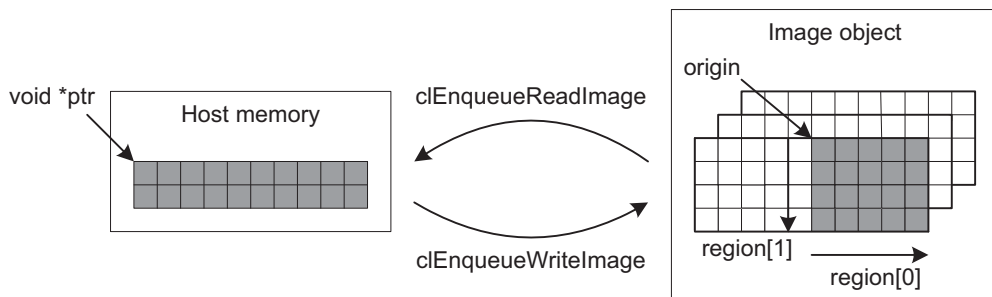 Image object
origin
void *ptr
Host memory
clEnqueueReadImage
clEnqueueWriteImage
region[1]
region[0]